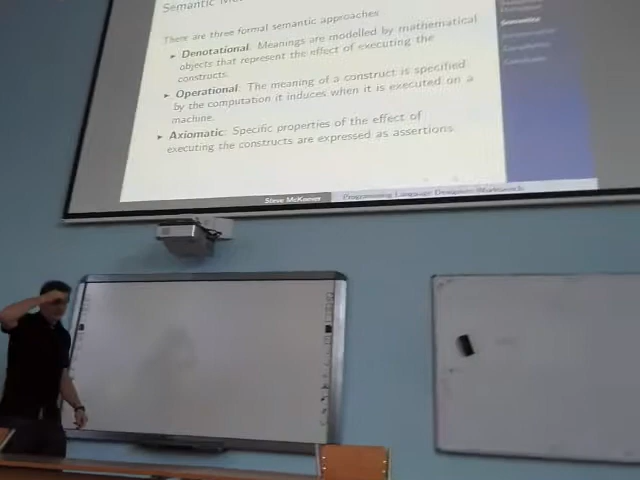 Semantic
There are three formal semantic approaches
Denotational: Meanings are modelled by mathematical
objects that represent the effect of executing the
constructs.
Operational: The meaning of a construct is specified
by the computation it induces when it is executed on a
machine.
Axiomatic: Specific properties of the effect of
executing the constructs are expressed as assertions
Steve McKeever
Programming Language Designers Workbench
Semantics